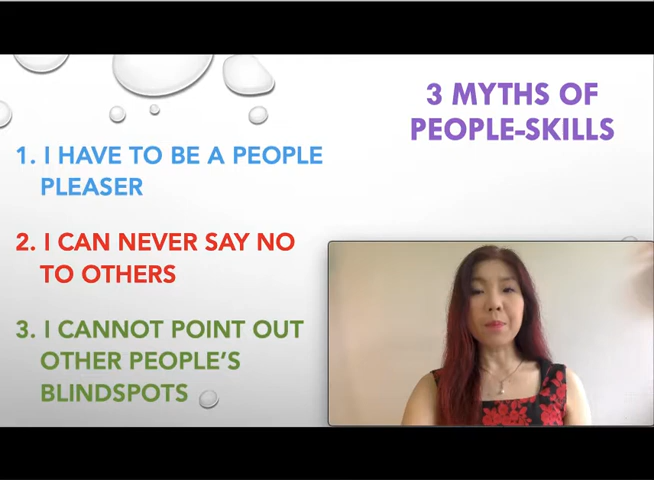 3 MYTHS OF
PEOPLE-SKILLS
1. I HAVE TO BE A PEOPLE
PLEASER
2. I CAN NEVER SAY NO
TO OTHERS
3. I CANNOT POINT OUT
OTHER PEOPLE'S
BLINDSPOTS